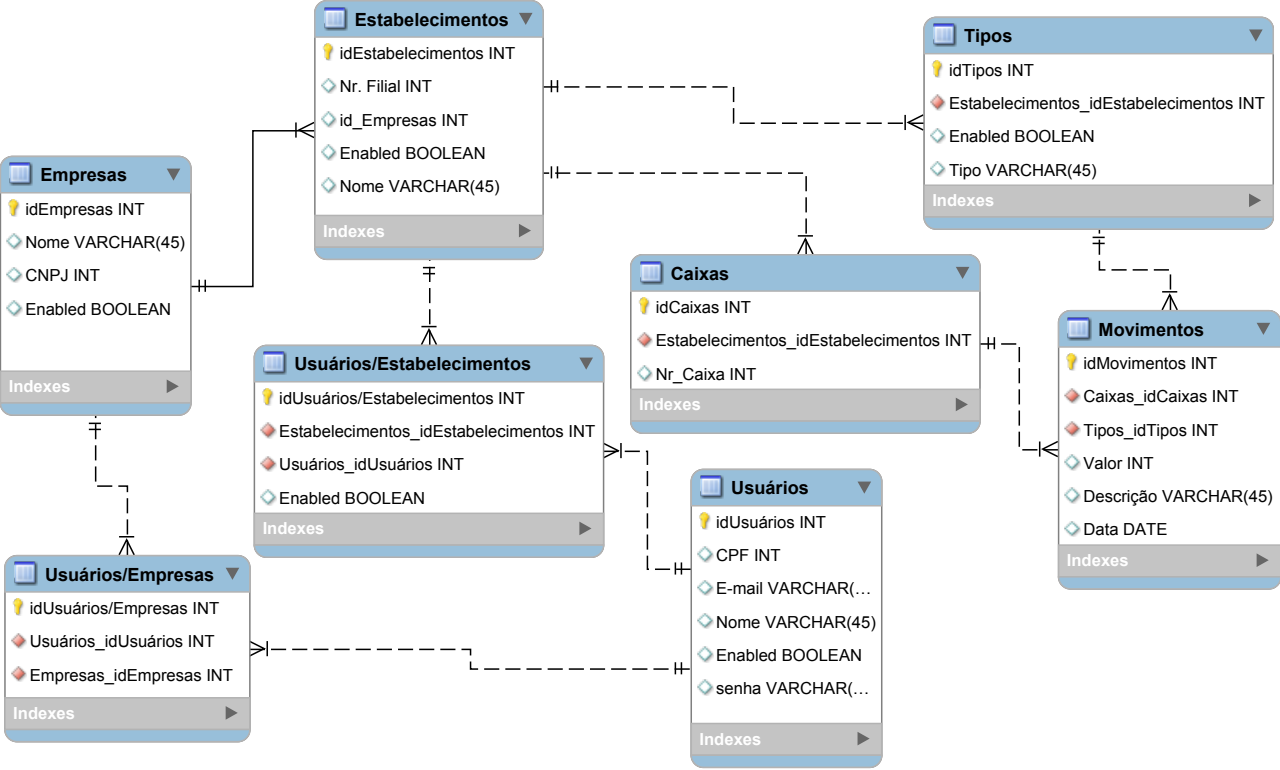 Estabelecimentos
idEstabelecimentos INT
Nr. Filial INT
id_Empresas INT
Enabled BOOLEAN
Nome VARCHAR(45)
Indexes
Tipos
idTipos INT
Estabelecimentos_idEstabelecimentos INT
Enabled BOOLEAN
Tipo VARCHAR(45)
Indexes
Empresas
idEmpresas INT
Nome VARCHAR(45)
CNPJ INT
Enabled BOOLEAN
Indexes
Caixas
idCaixas INT
Estabelecimentos_idEstabelecimentos INT
Nr_Caixa INT
Indexes
Movimentos
idMovimentos INT
Caixas_idCaixas INT
Tipos_idTipos INT
Valor INT
Descrição VARCHAR(45)
Data DATE
Indexes
Usuários/Estabelecimentos
idUsuários/Estabelecimentos INT
Estabelecimentos_idEstabelecimentos INT
Usuários_idUsuários INT
Enabled BOOLEAN
Indexes
Usuários
idUsuários INT
CPF INT
E-mail VARCHAR(…
Nome VARCHAR(45)
Enabled BOOLEAN
senha VARCHAR(…
Indexes
Usuários/Empresas
idUsuários/Empresas INT
Usuários_idUsuários INT
Empresas_idEmpresas INT
Indexes